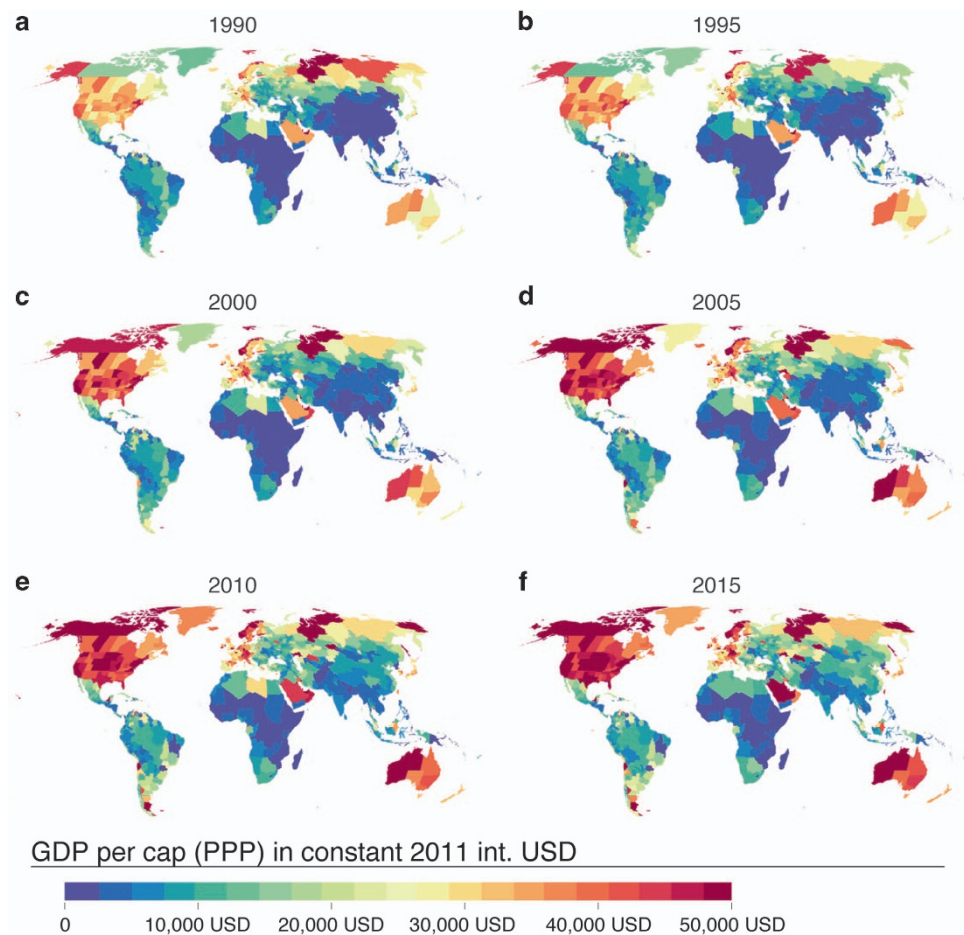 a 1990
b 1995
c 2000
d 2005
e 2010
f 2015
GDP per cap (PPP) in constant 2011 int. USD
0 10,000 USD 20,000 USD 30,000 USD 40,000 USD 50,000 USD